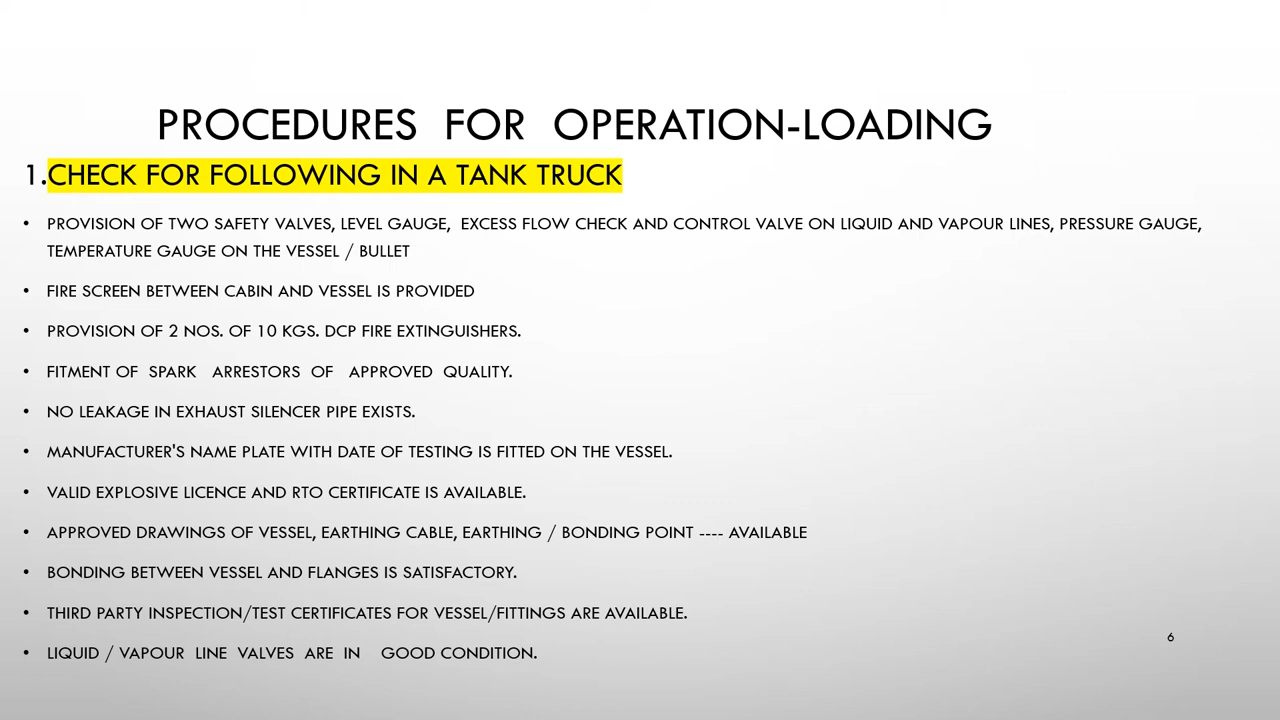 PROCEDURES FOR OPERATION-LOADING
1.CHECK FOR FOLLOWING IN A TANK TRUCK
• PROVISION OF TWO SAFETY VALVES, LEVEL GAUGE, EXCESS FLOW CHECK AND CONTROL VALVE ON LIQUID AND VAPOUR LINES, PRESSURE GAUGE,
TEMPERATURE GAUGE ON THE VESSEL / BULLET
• FIRE SCREEN BETWEEN CABIN AND VESSEL IS PROVIDED
• PROVISION OF 2 NOS. OF 10 KGS. DCP FIRE EXTINGUISHERS.
• FITMENT OF SPARK ARRESTORS OF APPROVED QUALITY.
• NO LEAKAGE IN EXHAUST SILENCER PIPE EXISTS.
• MANUFACTURER'S NAME PLATE WITH DATE OF TESTING IS FITTED ON THE VESSEL.
• VALID EXPLOSIVE LICENCE AND RTO CERTIFICATE IS AVAILABLE.
• APPROVED DRAWINGS OF VESSEL, EARTHING CABLE, EARTHING / BONDING POINT ---- AVAILABLE
• BONDING BETWEEN VESSEL AND FLANGES IS SATISFACTORY.
• THIRD PARTY INSPECTION/TEST CERTIFICATES FOR VESSEL/FITTINGS ARE AVAILABLE.
• LIQUID / VAPOUR LINE VALVES ARE IN GOOD CONDITION.
6